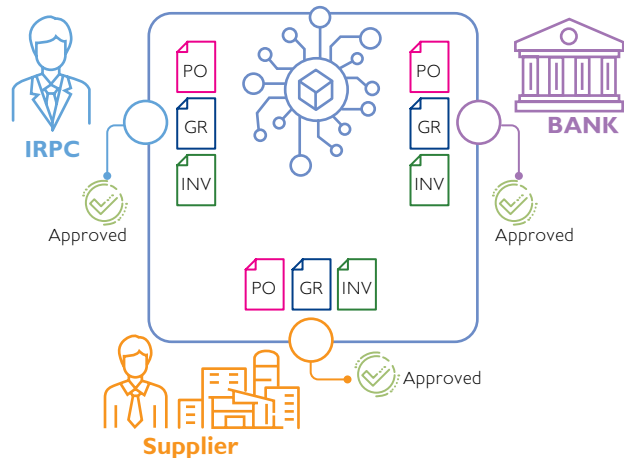 PO
PO
GR
GR
IRPC
BANK
INV
INV
Approved
Approved
PO
GR
INV
Approved
Supplier